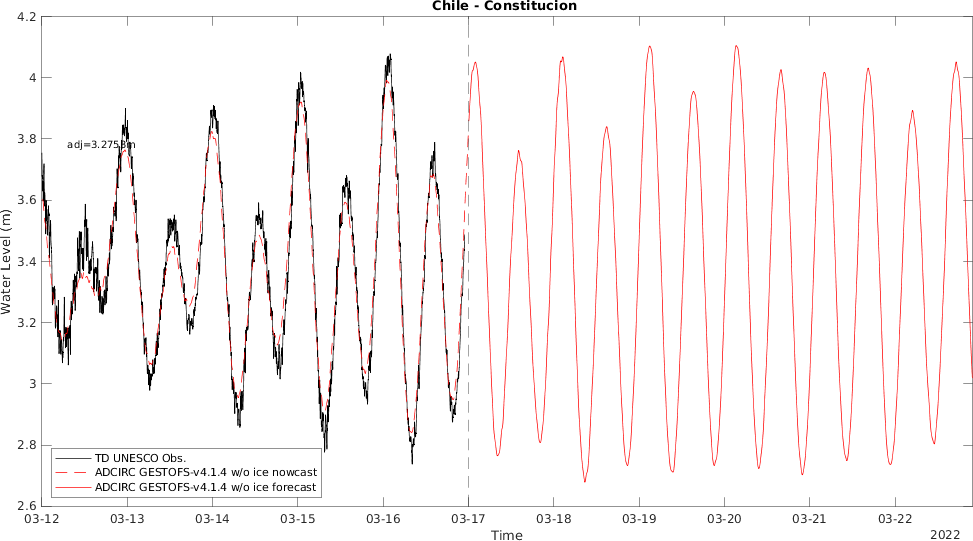 Chile - Constitucion
4.2
4
3.8
3.6
3.4
3.2
3
2.8
2.6
Water Level (m)
adj=3.2753m
TD UNESCO Obs.
ADCIRC GESTOFS-v4.1.4 w/o ice nowcast
ADCIRC GESTOFS-v4.1.4 w/o ice forecast
03-12 03-13 03-14 03-15 03-16 03-17 03-18 03-19 03-20 03-21 03-22
Time
2022